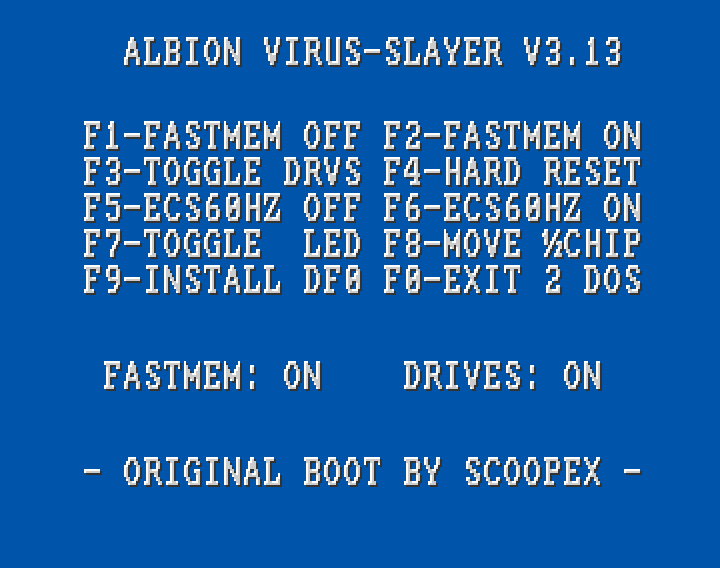 ALBION VIRUS-SLAYER V3.13
F1-FASTMEM OFF F2-FASTMEM ON
F3-TOGGLE DRVS F4-HARD RESET
F5-ECS60HZ OFF F6-ECS60HZ ON
F7-TOGGLE  LED F8-MOVE ½CHIP
F9-INSTALL DF0 F0-EXIT 2 DOS
FASTMEM: ON    DRIVES: ON
- ORIGINAL BOOT BY SCOOPEX -